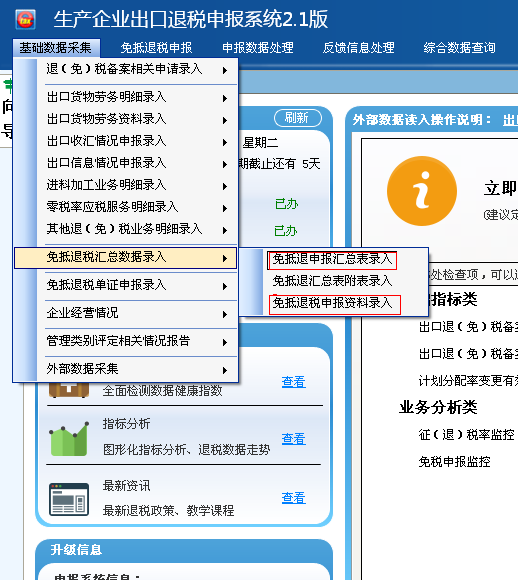 生产企业出口退税申报系统2.1版
基础数据采集 免抵退税申报 申报数据处理 反馈信息处理 综合数据查询
退（免）税备案相关申请录入
出口货物劳务明细录入
出口货物劳务资料录入
出口收汇情况申报录入
出口信息情况申报录入
进料加工业务明细录入
零税率应税服务明细录入
其他退（免）税业务明细录入
免抵退税汇总数据录入
免抵退税单证申报录入
企业经营情况
管理类别评定相关情况报告
外部数据采集
免抵退申报汇总表录入
免抵退汇总表附表录入
免抵退税申报资料录入
向
导
刷新
星期二
期截止还有 5天
已办
已办
全面检测数据健康指数
查看
指标分析
图形化指标分析、退税数据走势
查看
最新资讯
最新退税政策、教学课程
查看
升级信息
申报系统信息：
外部数据读入操作说明： 出口
立即
(建议定
处检查项，可以
指标类
出口退（免）税备案
出口退（免）税备案
计划分配率变更有效
业务分析类
征（退）税率监控
免税申报监控